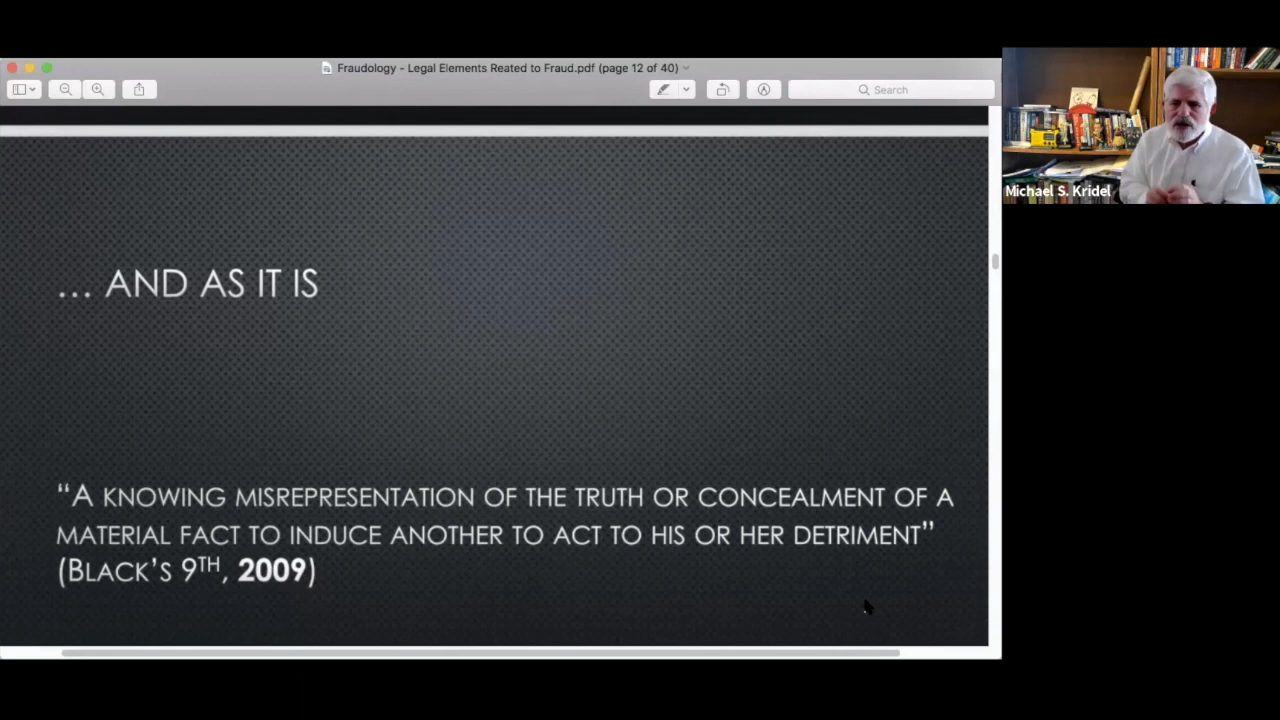 Fraudology - Legal Elements Reated to Fraud.pdf (page 12 of 40)
Search
Michael S. Kridel
... AND AS IT IS
“A KNOWING MISREPRESENTATION OF THE TRUTH OR CONCEALMENT OF A
MATERIAL FACT TO INDUCE ANOTHER TO ACT TO HIS OR HER DETRIMENT”
(BLACK’S 9TH, 2009)